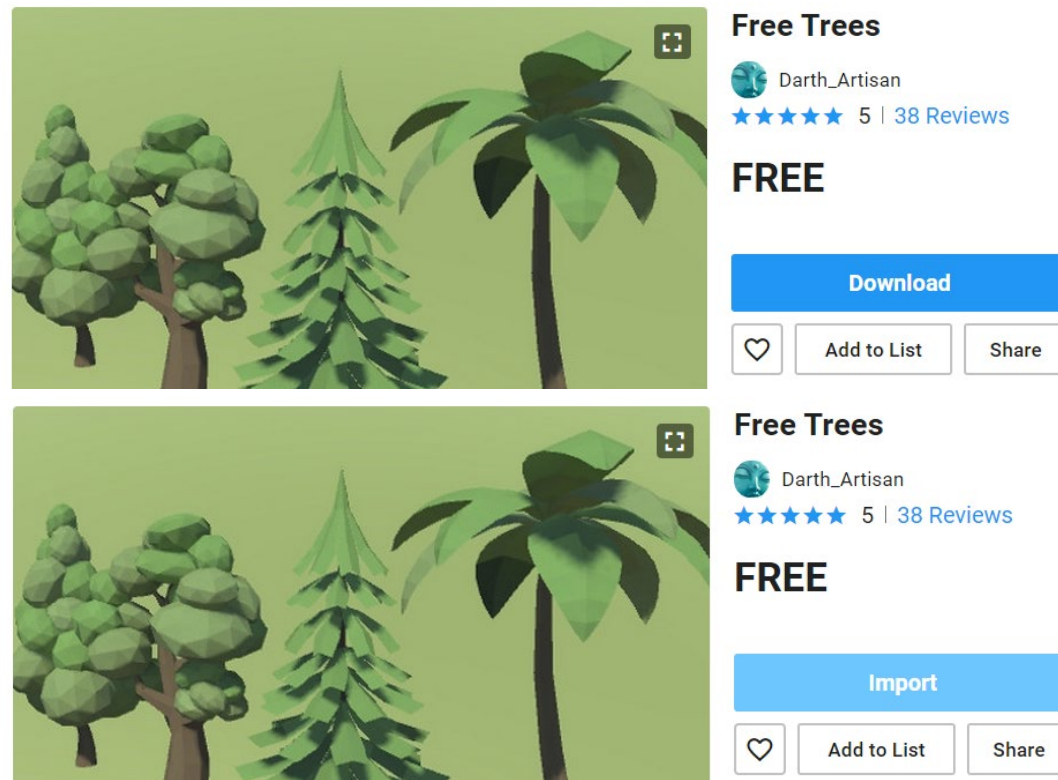 Free Trees
Darth_Artisan
5 | 38 Reviews
FREE
Download
Add to List
Share
Free Trees
Darth_Artisan
5 | 38 Reviews
FREE
Import
Add to List
Share